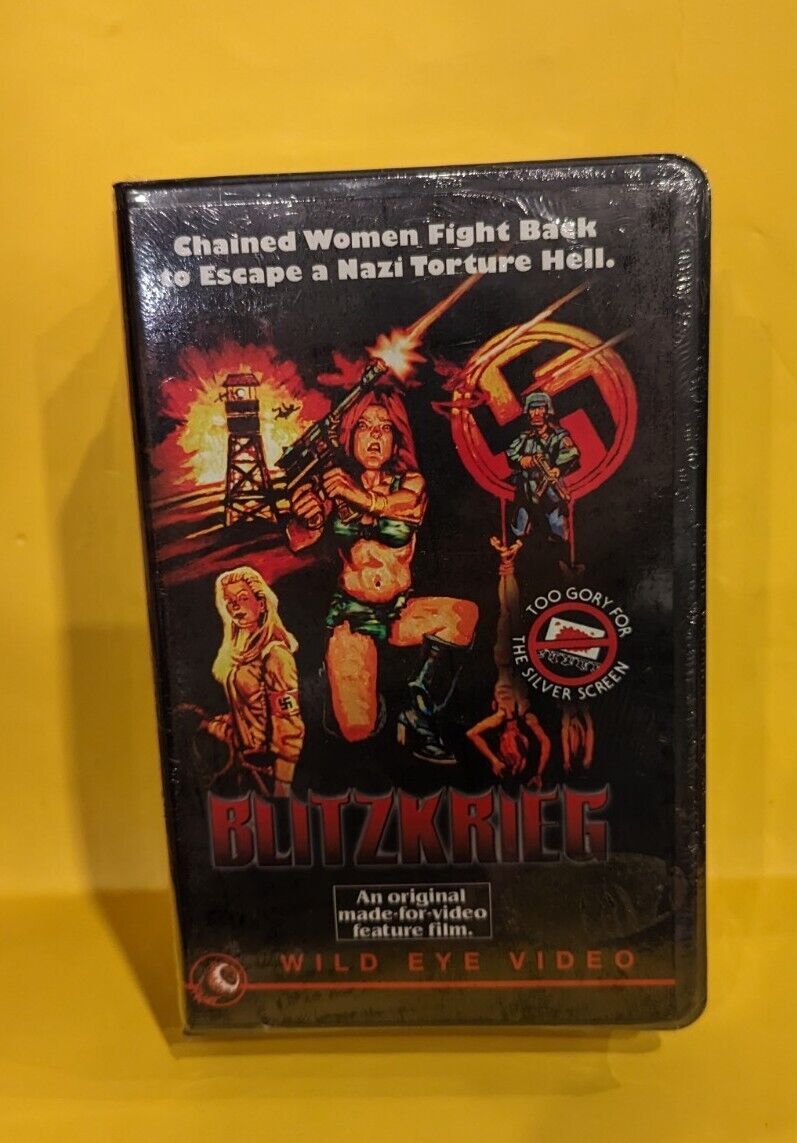 Chained Women Fight Back
to Escape a Nazi Torture Hell.
TOO GORY FOR
THE SILVER SCREEN
BLITZKRIEG
An original
made-for-video
feature film.
WILD EYE VIDEO